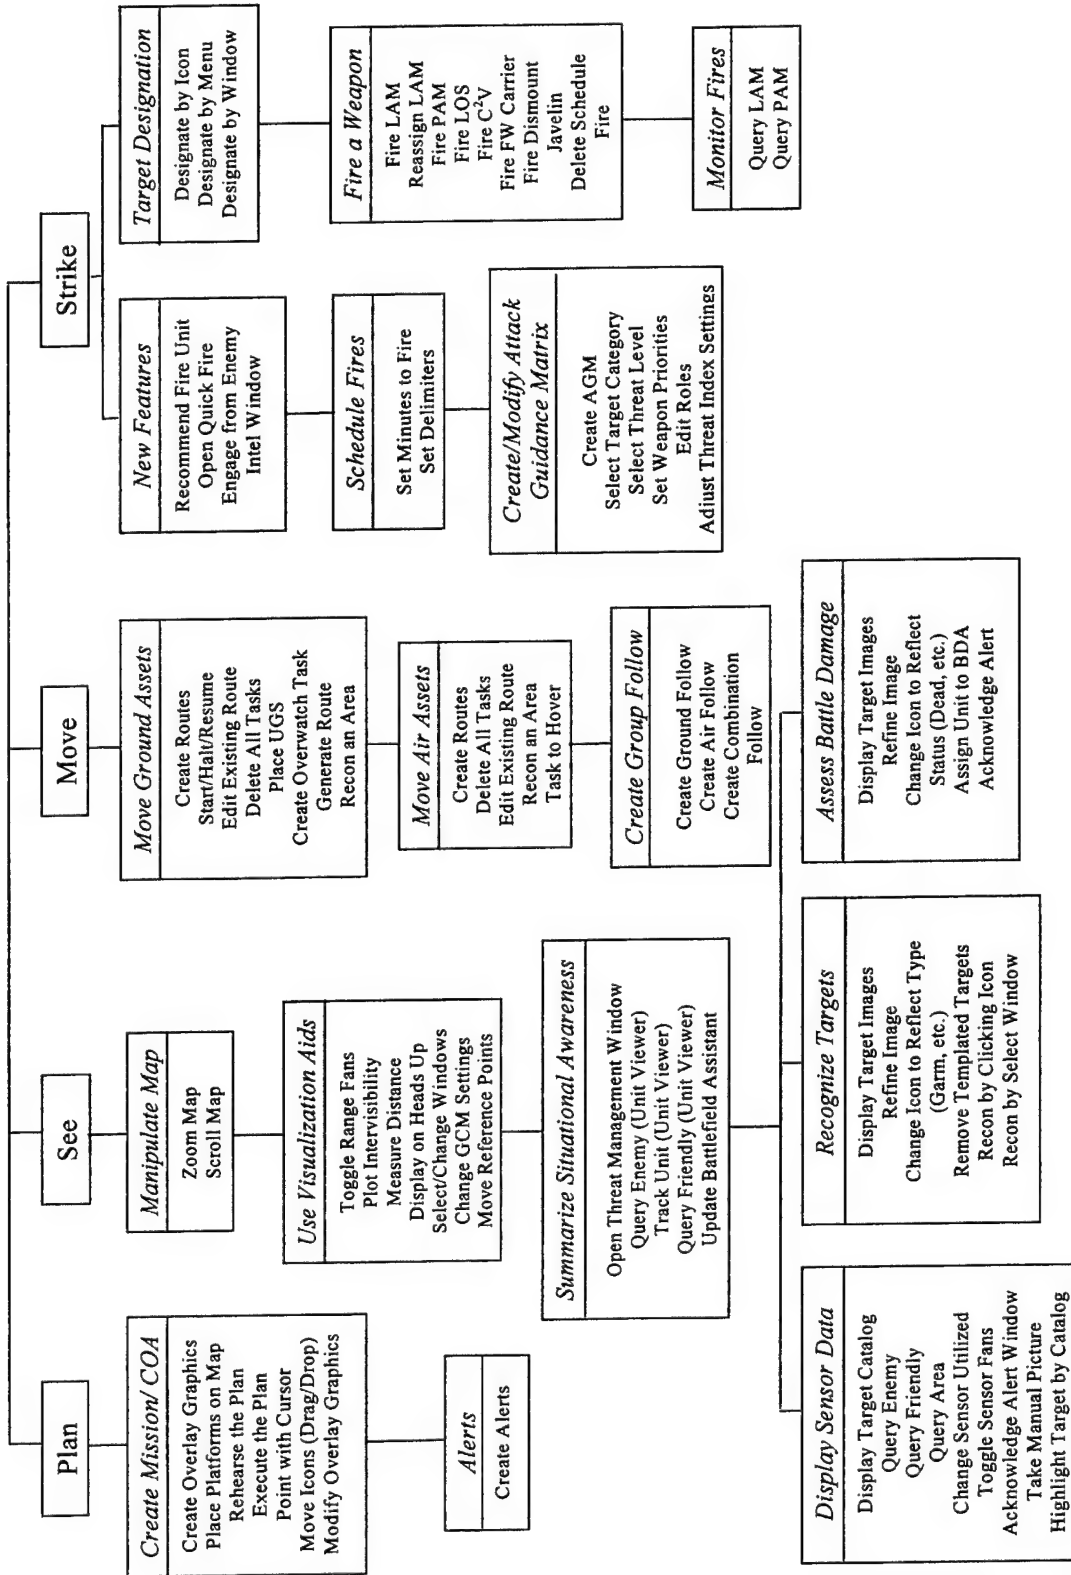 Plan
Create Mission/ COA
Create Overlay Graphics
Place Platforms on Map
Rehearse the Plan
Execute the Plan
Point with Cursor
Move Icons (Drag/Drop)
Modify Overlay Graphics
Alerts
Create Alerts
See
Manipulate Map
Zoom Map
Scroll Map
Use Visualization Aids
Toggle Range Fans
Plot Intervisibility
Measure Distance
Display on Heads Up
Select/Change Windows
Change GCM Settings
Move Reference Points
Summarize Situational Awareness
Open Threat Management Window
Query Enemy (Unit Viewer)
Track Unit (Unit Viewer)
Query Friendly (Unit Viewer)
Update Battlefield Assistant
Display Sensor Data
Display Target Catalog
Query Enemy
Query Friendly
Query Area
Change Sensor Utilized
Toggle Sensor Fans
Acknowledge Alert Window
Take Manual Picture
Highlight Target by Catalog
Recognize Targets
Display Target Images
Refine Image
Change Icon to Reflect Type
(Garm, etc.)
Remove Templated Targets
Recon by Clicking Icon
Recon by Select Window
Assess Battle Damage
Display Target Images
Refine Image
Change Icon to Reflect
Status (Dead, etc.)
Assign Unit to BDA
Acknowledge Alert
Move
Move Ground Assets
Create Routes
Start/Halt/Resume
Edit Existing Route
Delete All Tasks
Place UGS
Create Overwatch Task
Generate Route
Recon an Area
Move Air Assets
Create Routes
Delete All Tasks
Edit Existing Route
Recon an Area
Task to Hover
Create Group Follow
Create Ground Follow
Create Air Follow
Create Combination
Follow
Strike
New Features
Recommend Fire Unit
Open Quick Fire
Engage from Enemy
Intel Window
Schedule Fires
Set Minutes to Fire
Set Delimiters
Create/Modify Attack
Guidance Matrix
Create AGM
Select Target Category
Select Threat Level
Set Weapon Priorities
Edit Roles
Adjust Threat Index Settings
Target Designation
Designate by Icon
Designate by Menu
Designate by Window
Fire a Weapon
Fire LAM
Reassign LAM
Fire PAM
Fire LOS
Fire C²V
Fire FW Carrier
Fire Dismount
Javelin
Delete Schedule
Fire
Monitor Fires
Query LAM
Query PAM